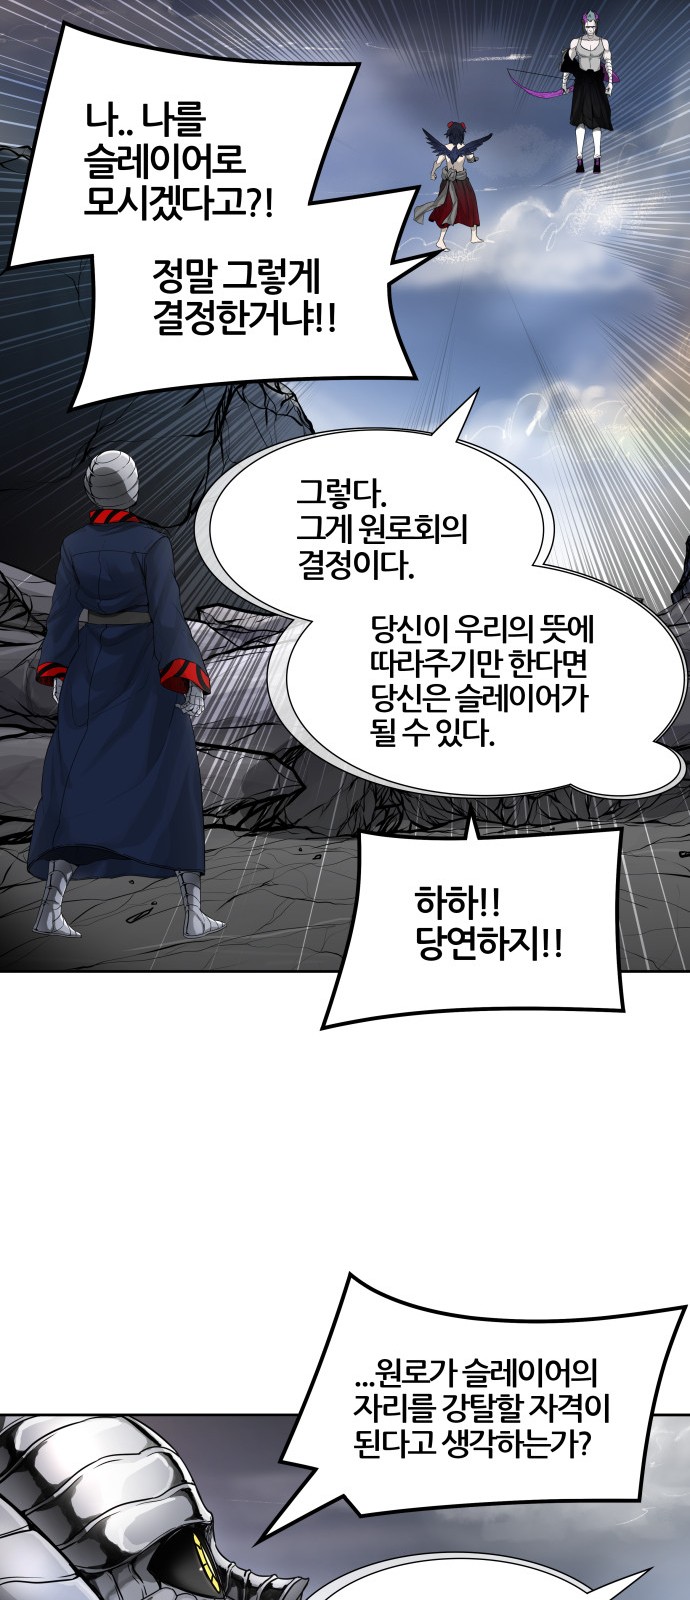 나.. 나를
슬레이어로
모시겠다고?!
정말 그렇게
결정한거냐!!
그렇다.
그게 원로회의
결정이다.
당신이 우리의 뜻에
따라주기만 한다면
당신은 슬레이어가
될 수 있다.
하하!!
당연하지!!
...원로가 슬레이어의
자리를 강탈할 자격이
된다고 생각하는가?